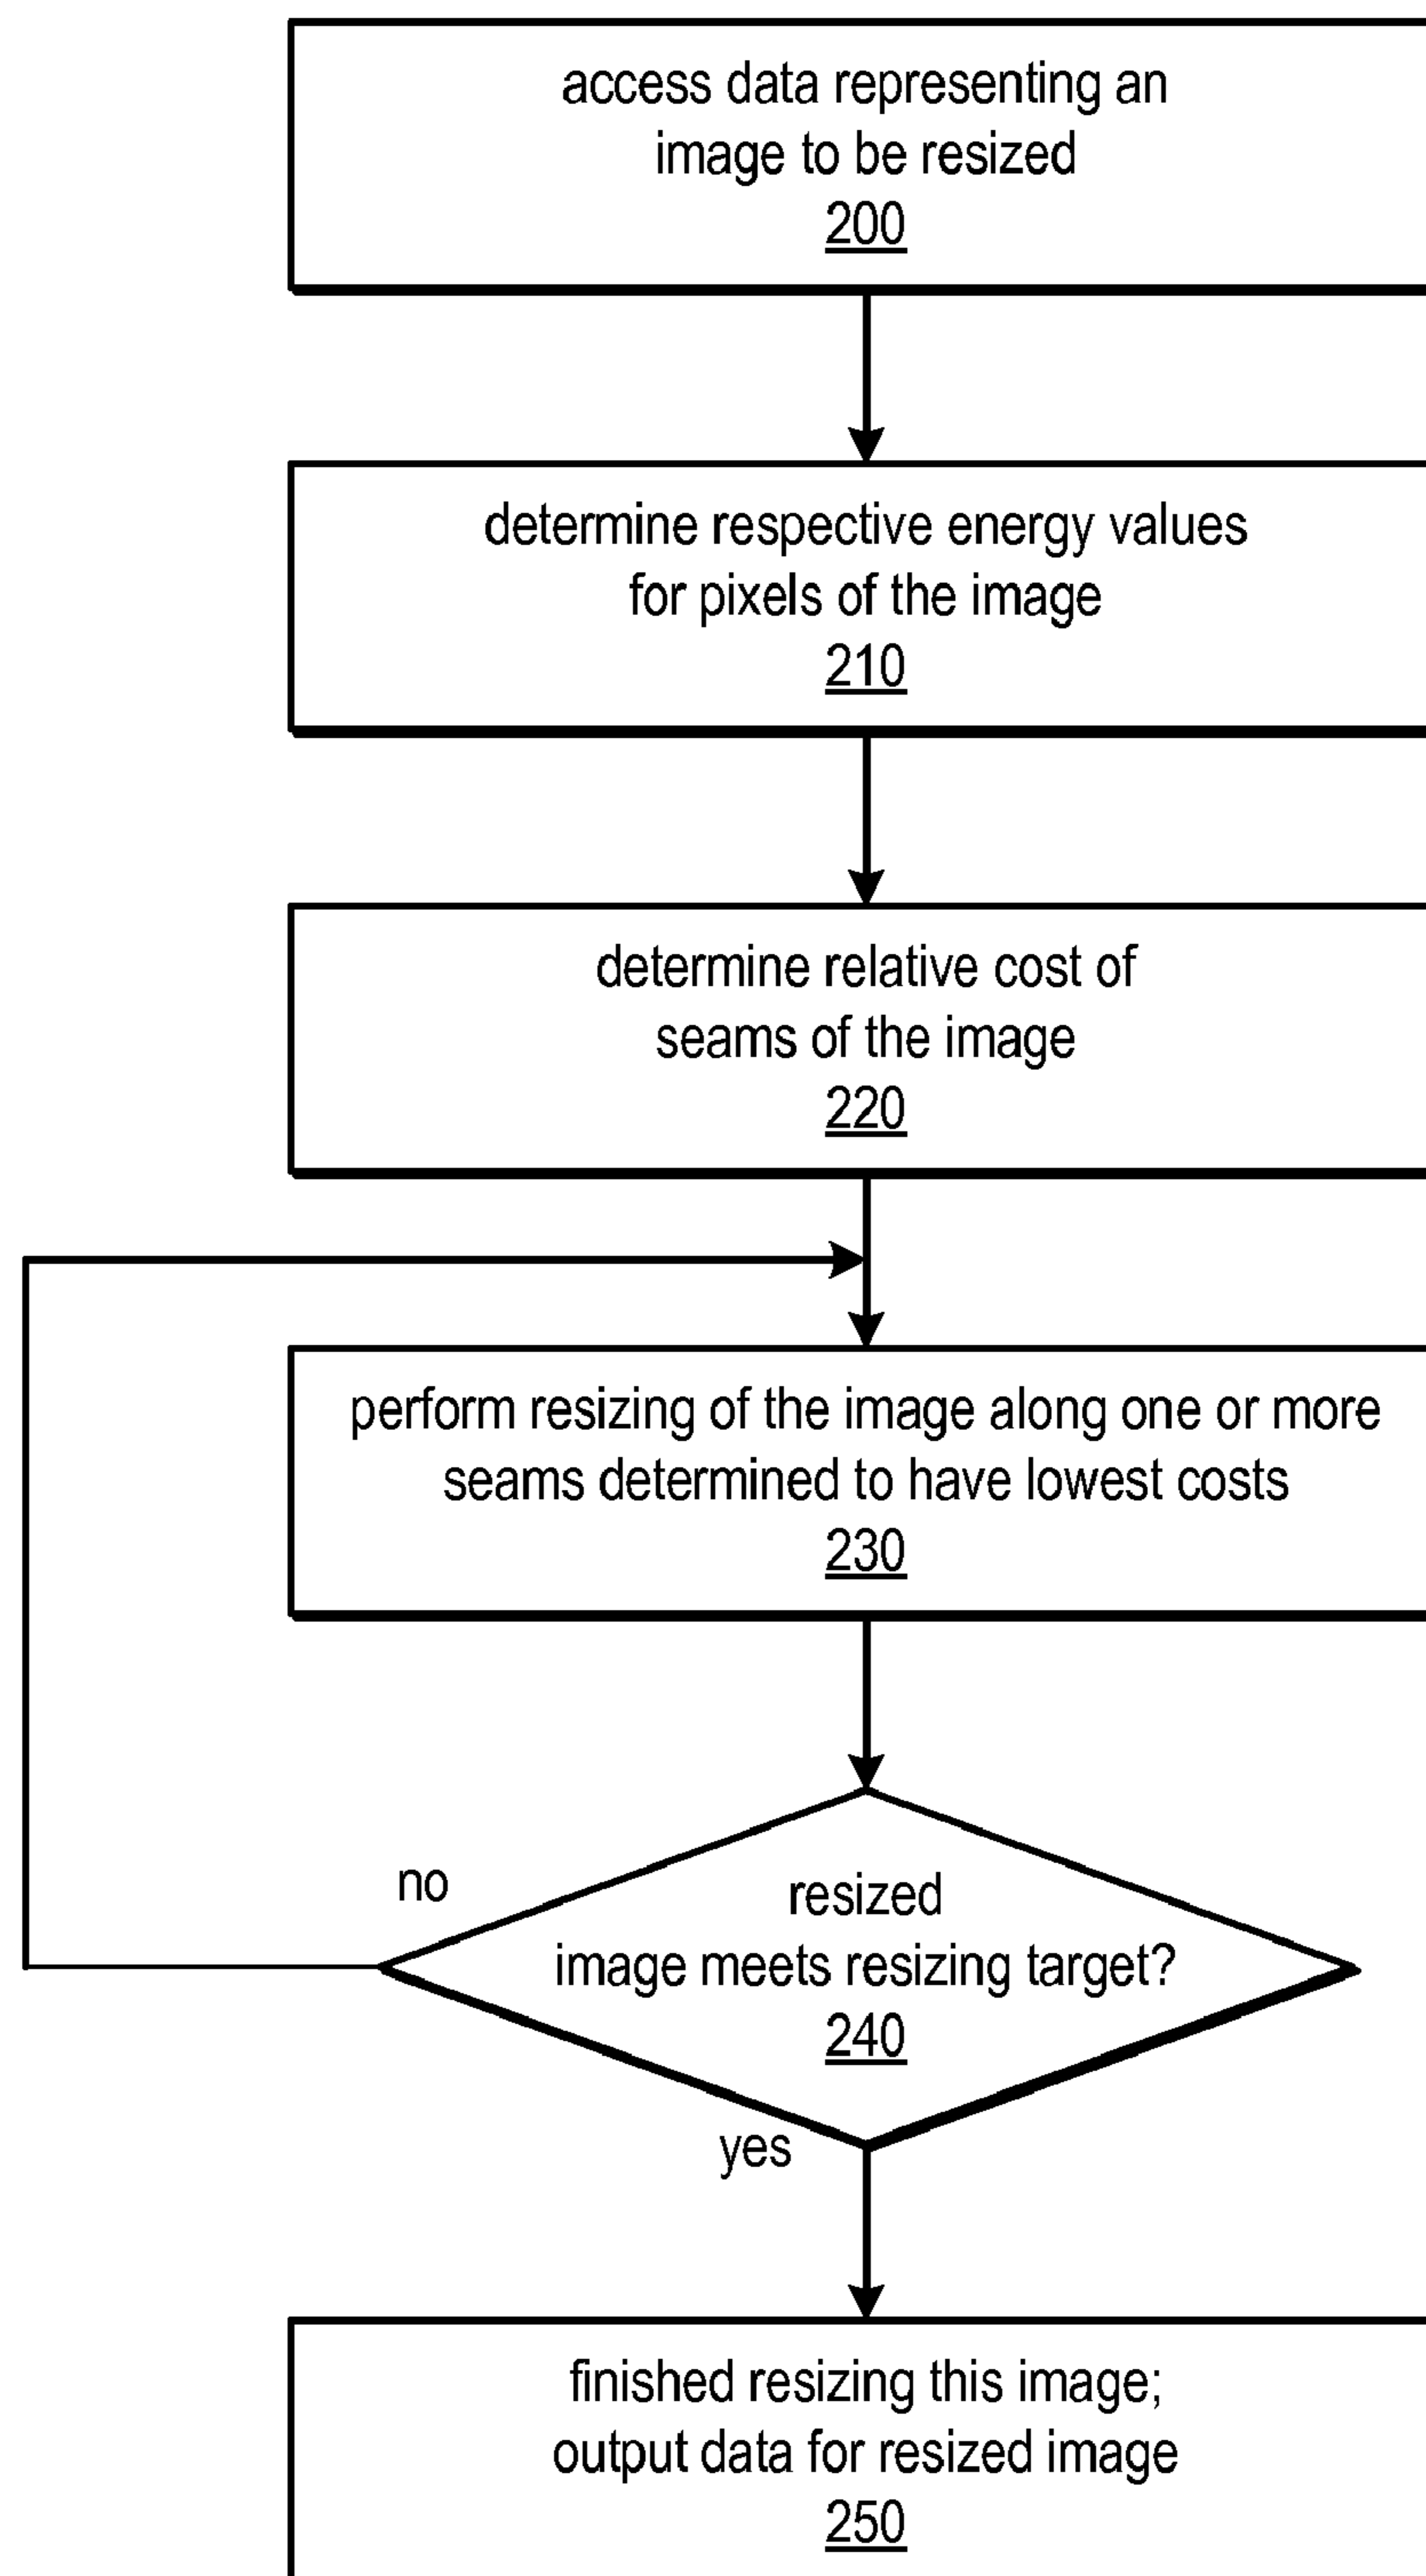 access data representing an
image to be resized
200
determine respective energy values
for pixels of the image
210
determine relative cost of
seams of the image
220
perform resizing of the image along one or more
seams determined to have lowest costs
230
no
resized
image meets resizing target?
240
yes
finished resizing this image;
output data for resized image
250